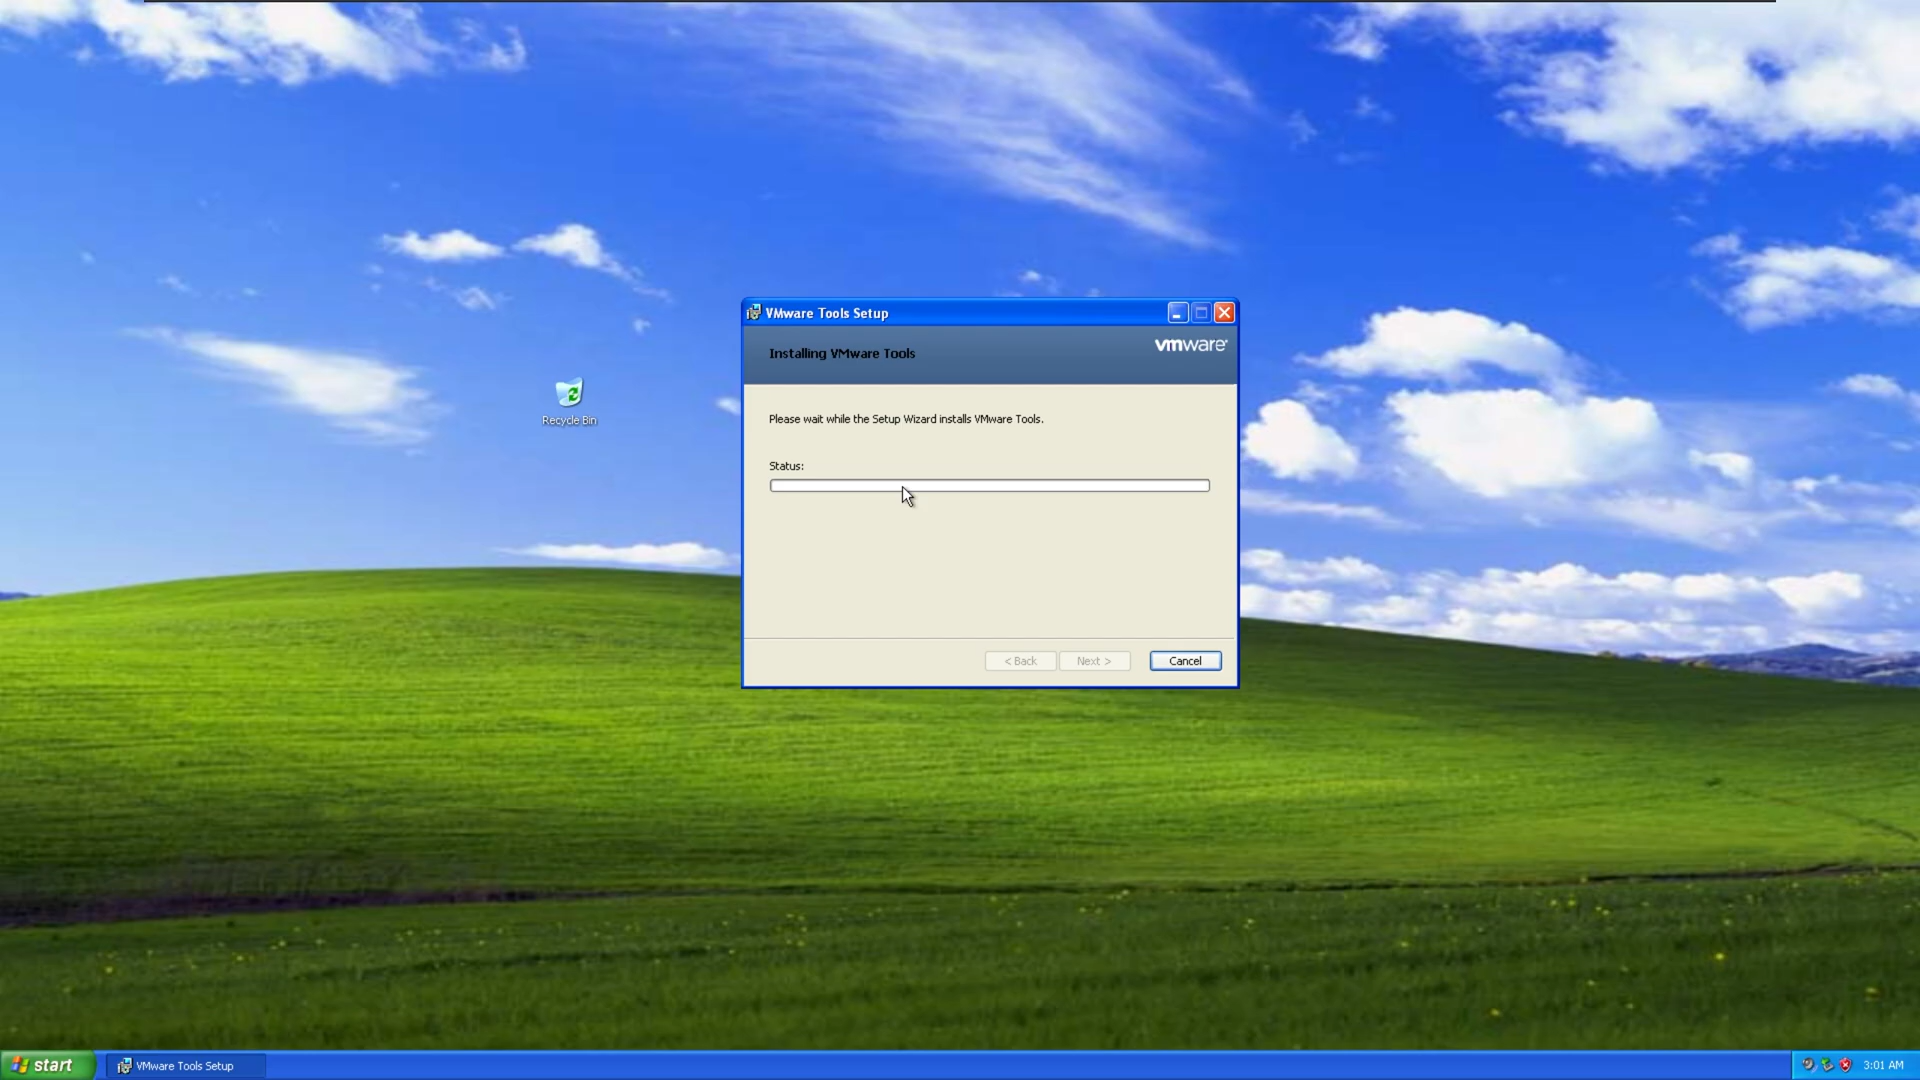 VMware Tools Setup
vmware
Installing VMware Tools
Recycle Bin
Please wait while the Setup Wizard installs VMware Tools.
Status:
< Back
Next >
Cancel
start
VMware Tools Setup
3:01 AM